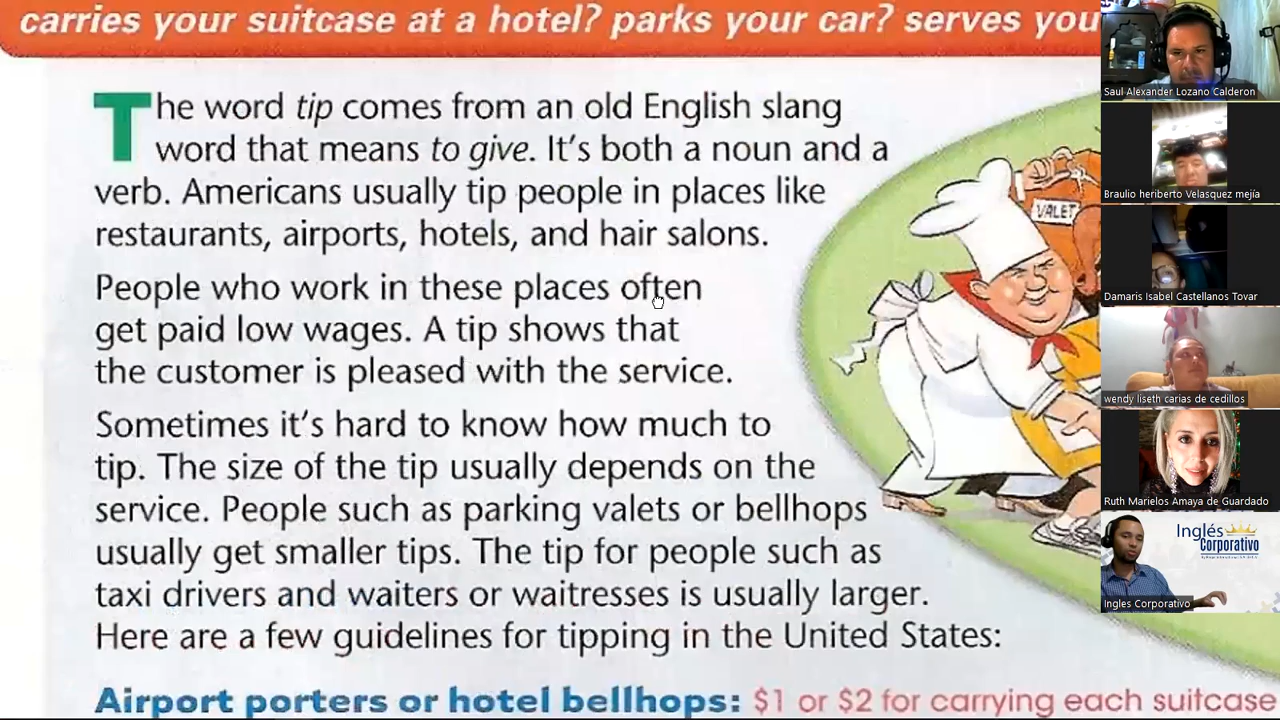 carries your suitcase at a hotel? parks your car? serves you
The word tip comes from an old English slang
word that means to give. It's both a noun and a
verb. Americans usually tip people in places like
restaurants, airports, hotels, and hair salons.
People who work in these places often
get paid low wages. A tip shows that
the customer is pleased with the service.
Sometimes it's hard to know how much to
tip. The size of the tip usually depends on the
service. People such as parking valets or bellhops
usually get smaller tips. The tip for people such as
taxi drivers and waiters or waitresses is usually larger.
Here are a few guidelines for tipping in the United States:
Airport porters or hotel bellhops: $1 or $2 for carrying each suitcase
VALET
Saul Alexander Lozano Calderon
Braulio heriberto Velasquez mejía
Damaris Isabel Castellanos Tovar
wendy liseth carias de cedillos
Ruth Marielos Amaya de Guardado
Inglés
Corporativo
Ingles Corporativo